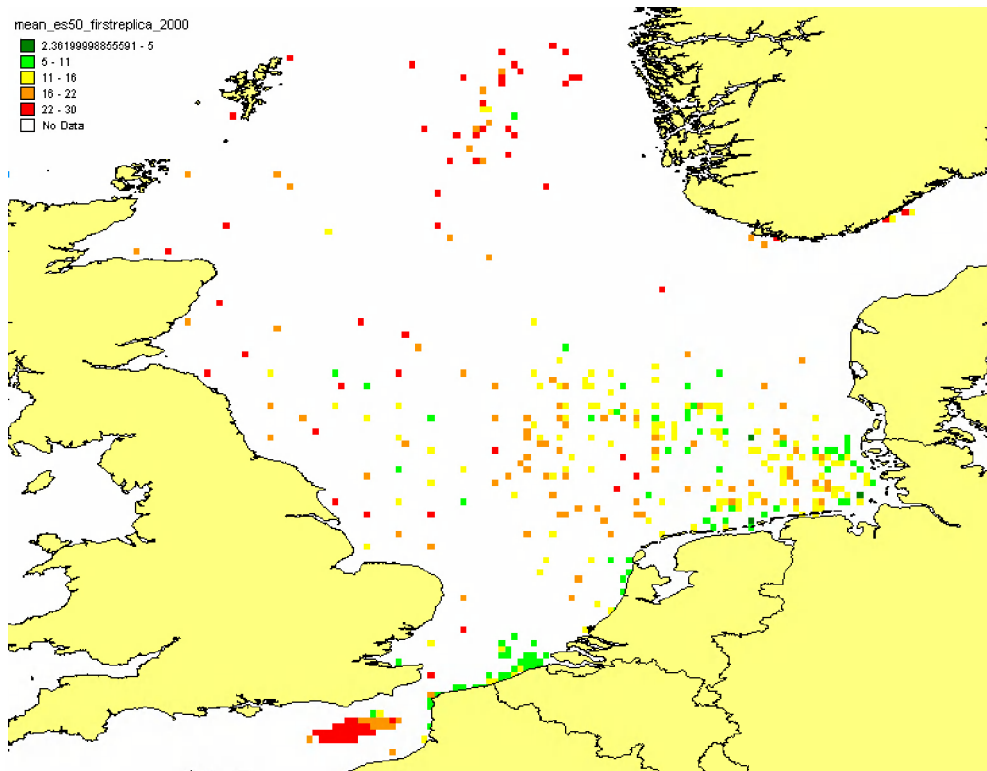 mean_es50_firstreplica_2000
2.36199998855591 - 5
5 - 11
11 - 16
16 - 22
22 - 30
No Data